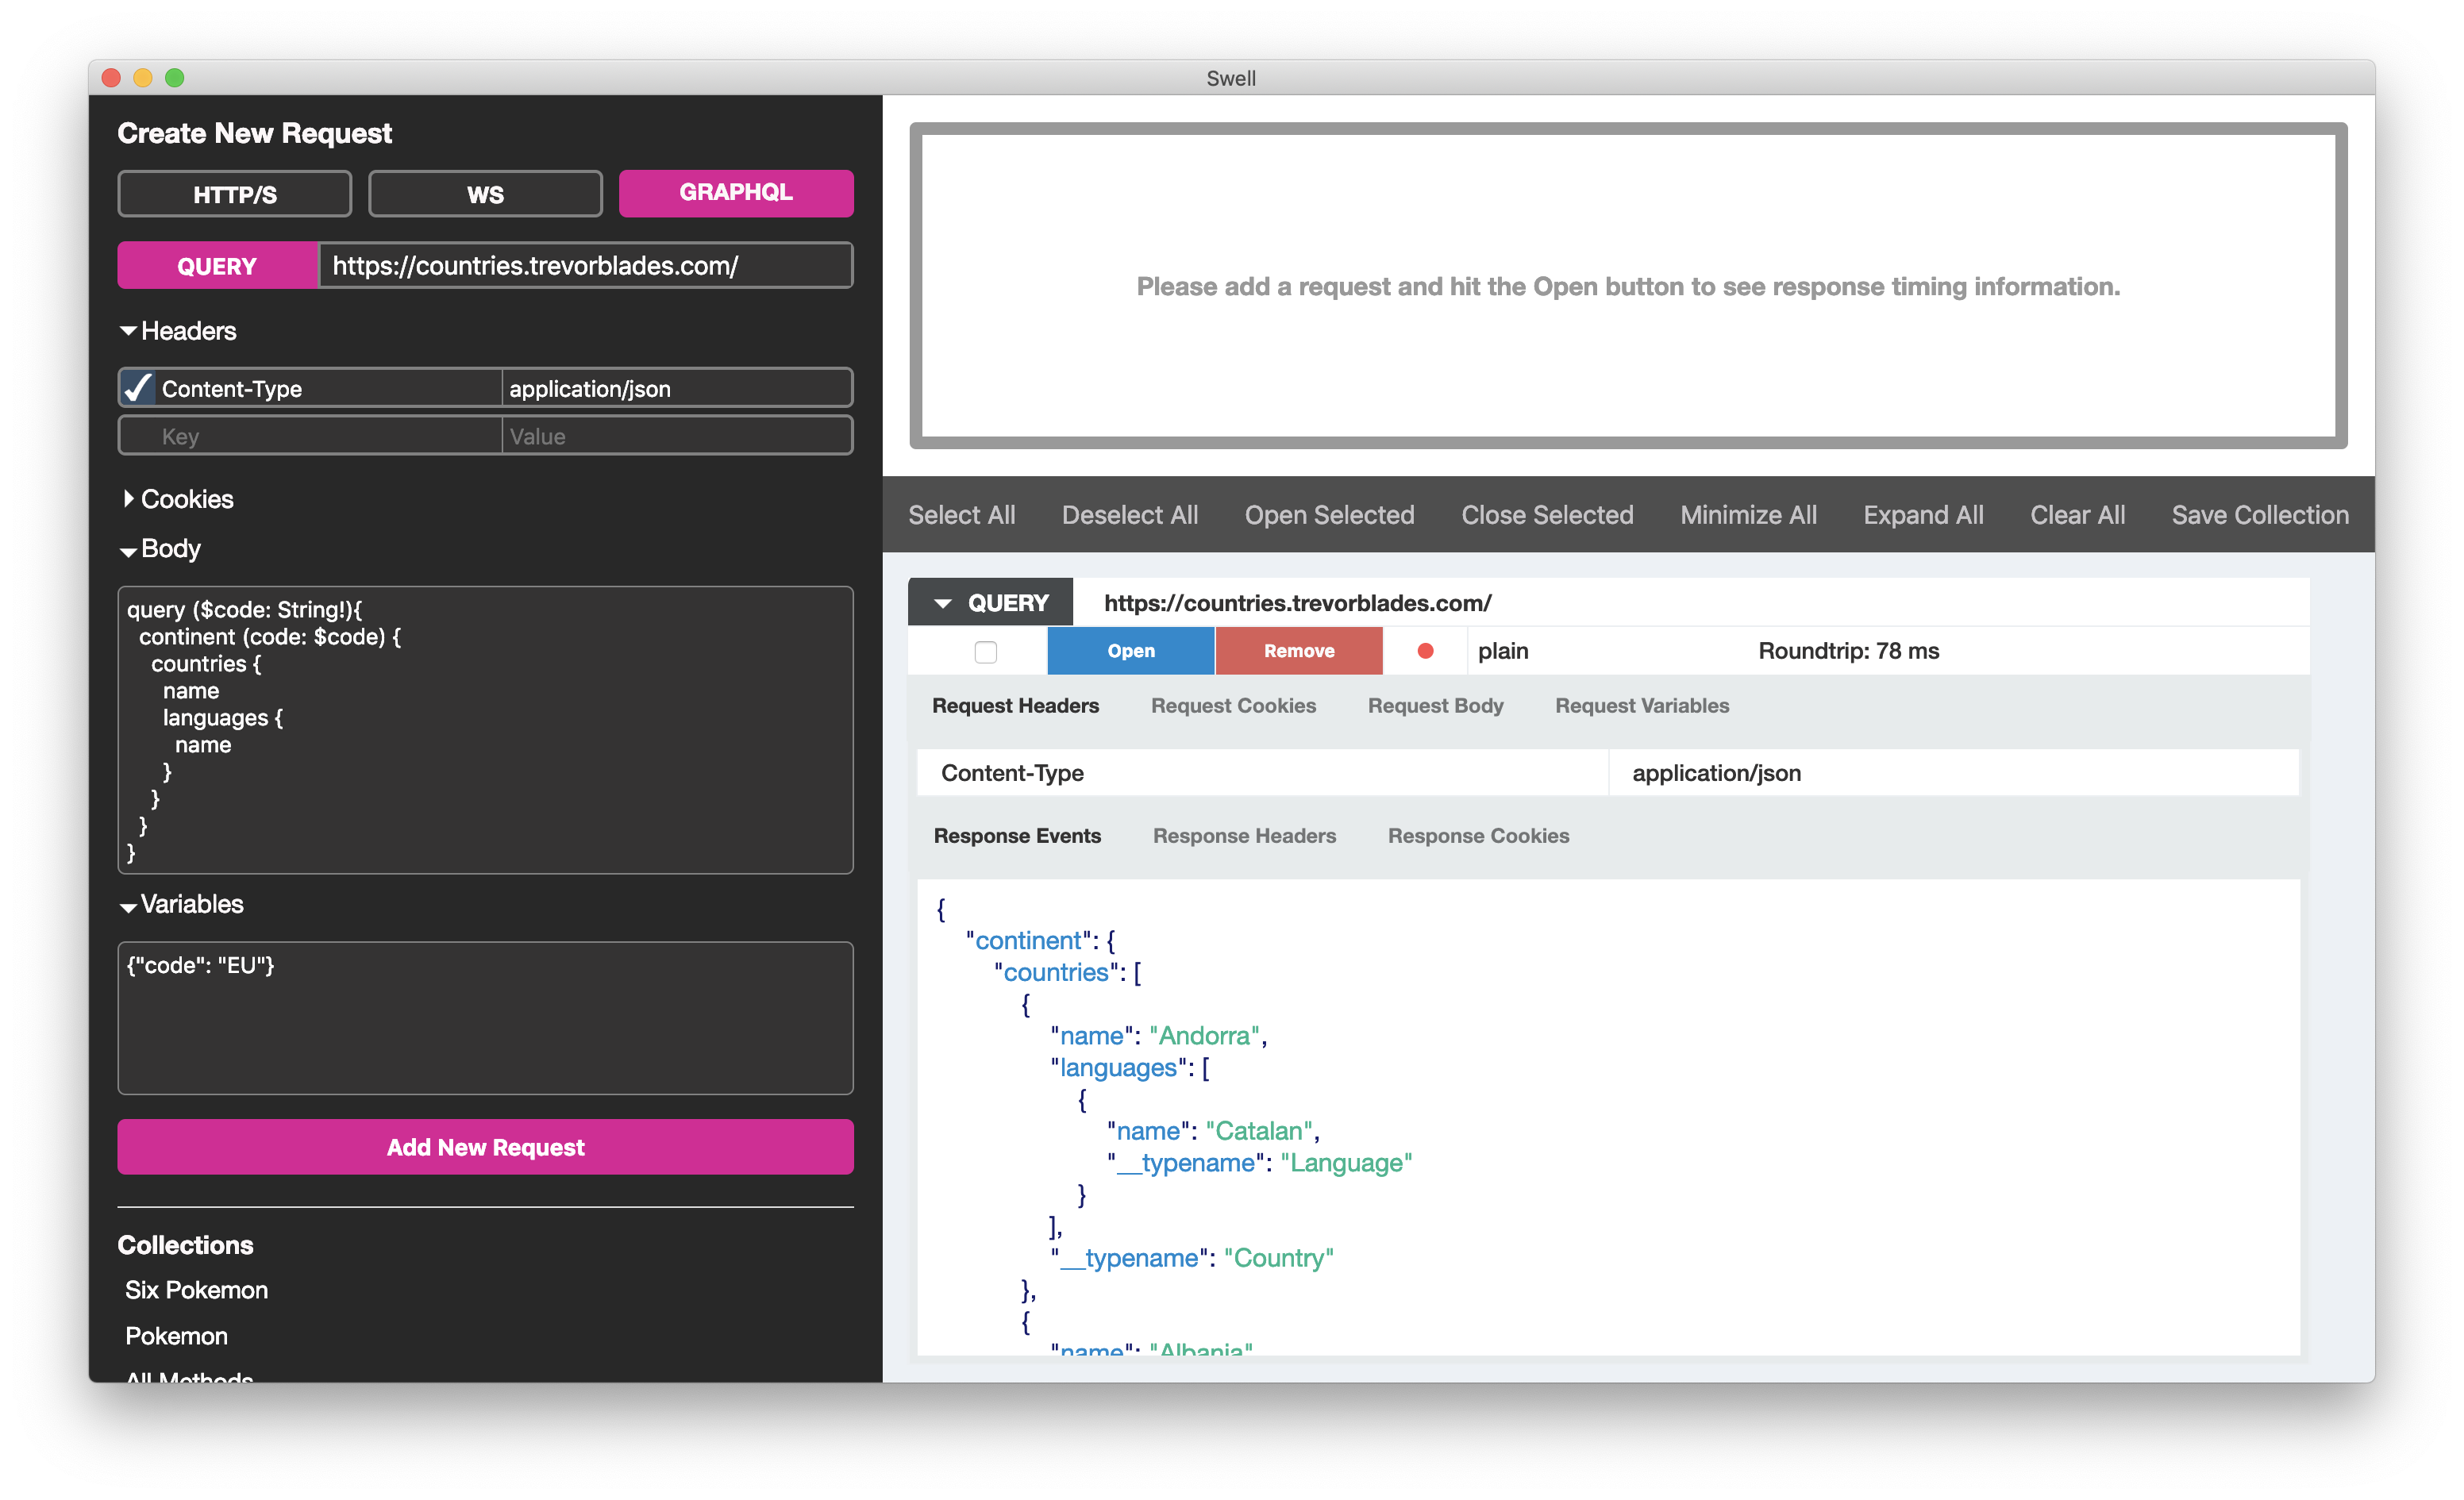 Swell
Create New Request
HTTP/S WS GRAPHQL
QUERY https://countries.trevorblades.com/
Headers
Content-Type application/json
Key Value
Cookies
Body
query ($code: String!){
continent (code: $code) {
countries {
name
languages {
name
}
}
}
}
Variables
{"code": "EU"}
Add New Request
Collections
Six Pokemon
Pokemon
All Methods
Please add a request and hit the Open button to see response timing information.
Select All Deselect All Open Selected Close Selected Minimize All Expand All Clear All Save Collection
QUERY https://countries.trevorblades.com/
Open Remove plain Roundtrip: 78 ms
Request Headers Request Cookies Request Body Request Variables
Content-Type application/json
Response Events Response Headers Response Cookies
{
"continent": {
"countries": [
{
"name": "Andorra",
"languages": [
{
"name": "Catalan",
"__typename": "Language"
}
],
"__typename": "Country"
},
{
"name": "Albania"